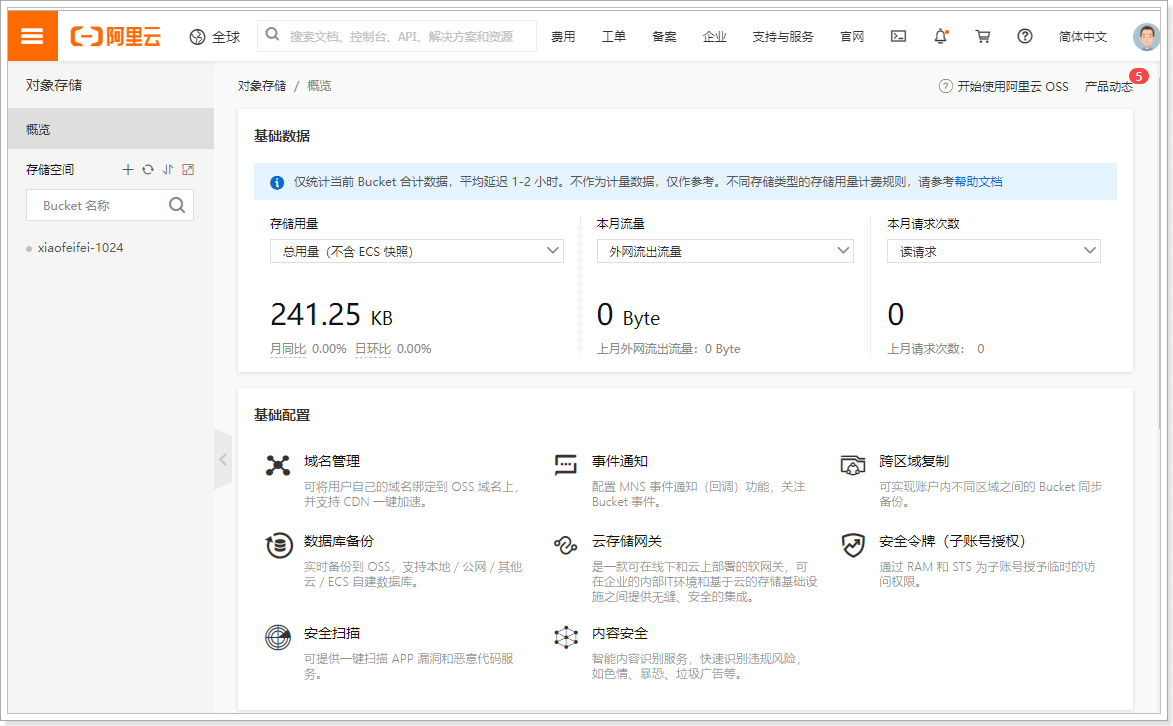 阿里云
全球
搜索文档、控制台、API、解决方案和资源
费用
工单
备案
企业
支持与服务
官网
简体中文
对象存储
概览
存储空间
Bucket 名称
xiaofeifei-1024
对象存储 / 概览
开始使用阿里云 OSS
产品动态
5
基础数据
仅统计当前 Bucket 合计数据，平均延迟 1-2 小时。不作为计量数据，仅作参考。不同存储类型的存储用量计费规则，请参考帮助文档
存储用量
总用量（不含 ECS 快照）
241.25 KB
月同比 0.00% 日环比 0.00%
本月流量
外网流出流量
0 Byte
上月外网流出流量：0 Byte
本月请求次数
读请求
0
上月请求次数： 0
基础配置
域名管理
可将用户自己的域名绑定到 OSS 域名上，
并支持 CDN 一键加速。
事件通知
配置 MNS 事件通知（回调）功能，关注
Bucket 事件。
跨区域复制
可实现账户内不同区域之间的 Bucket 同步
备份。
数据库备份
实时备份到 OSS，支持本地 / 公网 / 其他
云 / ECS 自建数据库。
云存储网关
是一款可在线下和云上部署的软网关，可
在企业的内部IT环境和基于云的存储基础设
施之间提供无缝、安全的集成。
安全令牌（子账号授权）
通过 RAM 和 STS 为子账号授予临时的访
问权限。
安全扫描
可提供一键扫描 APP 漏洞和恶意代码服
务。
内容安全
智能内容识别服务，快速识别违规风险，
如色情、暴恐、垃圾广告等。